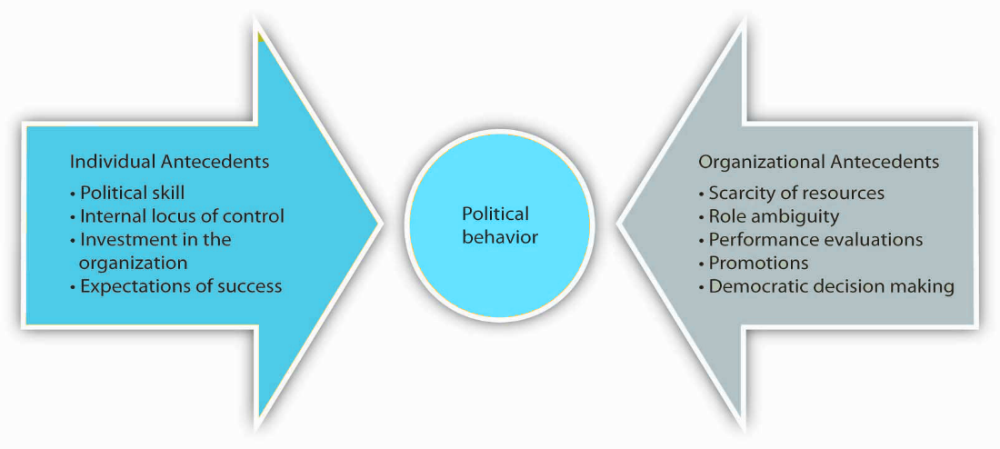 Individual Antecedents
• Political skill
• Internal locus of control
• Investment in the
organization
• Expectations of success
Political
behavior
Organizational Antecedents
• Scarcity of resources
• Role ambiguity
• Performance evaluations
• Promotions
• Democratic decision making